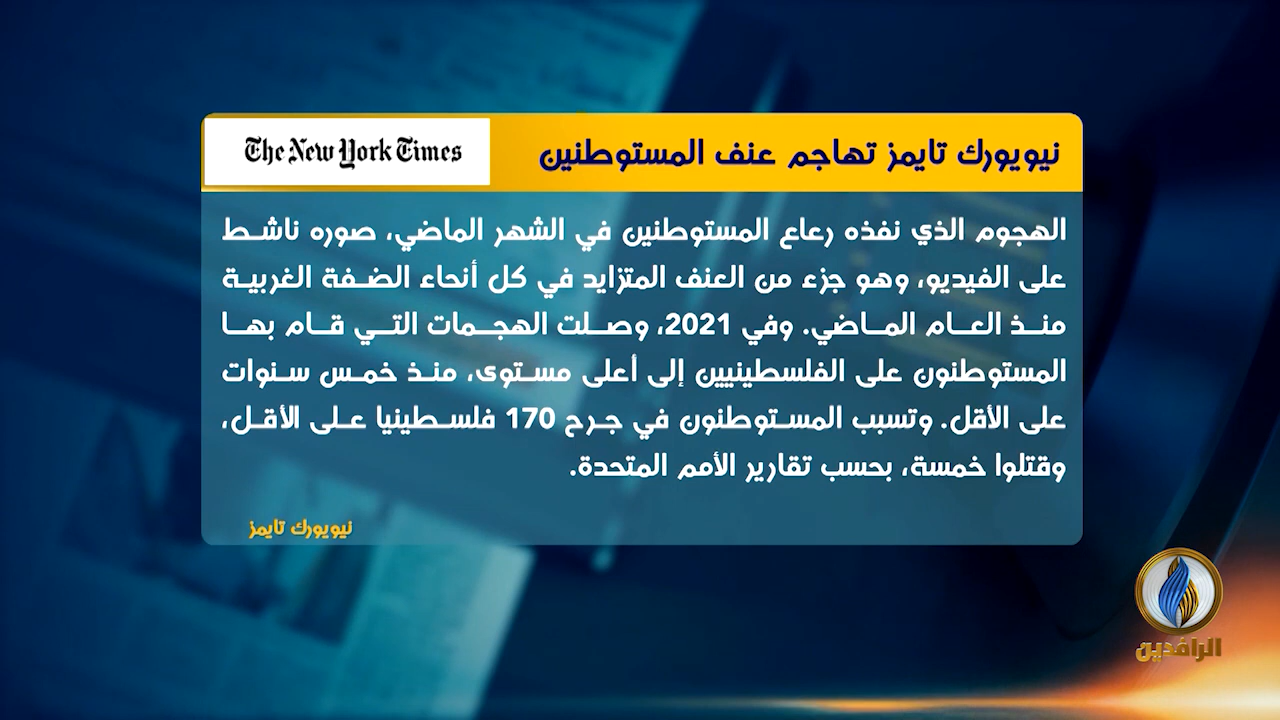 نيويورك تايمز تهاجم عنف المستوطنين
The New York Times
الهجوم الذي نفذه رعاع المستوطنين في الشهر الماضي، صوره ناشط
على الفيديو، وهو جزء من العنف المتزايد في كل أنحاء الضفة الغربية
منذ العام الماضي. وفي 2021، وصلت الهجمات التي قام بها
المستوطنون على الفلسطينيين إلى أعلى مستوى، منذ خمس سنوات
على الأقل. وتسبب المستوطنون في جرح 170 فلسطينيا على الأقل،
وقتلوا خمسة، بحسب تقارير الأمم المتحدة.
نيويورك تايمز
الرافدين